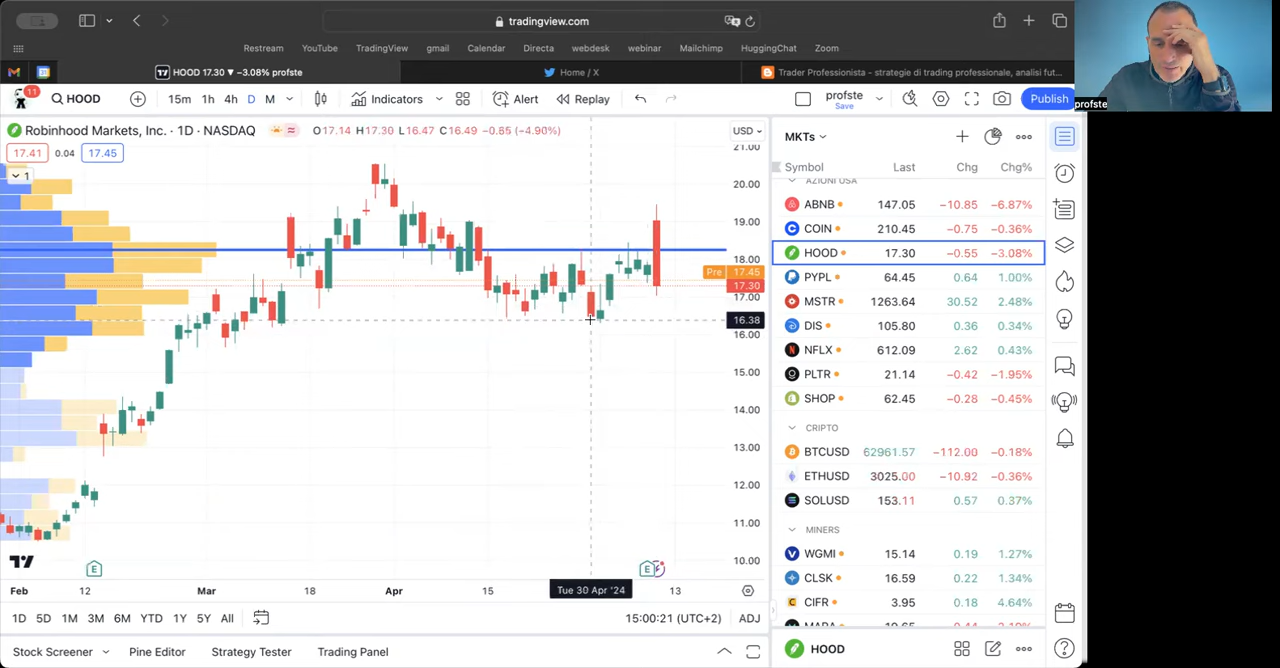 tradingview.com
Restream YouTube TradingView gmail Calendar Directa webdesk webinar Mailchimp HuggingChat Zoom
HOOD 17.30 ▼ −3.08% profste
Home / X
Trader Professionista - strategie di trading professionale, analisi fut...
profste
11
HOOD
15m 1h 4h D M
Indicators
Alert
Replay
profste
Save
Publish
Robinhood Markets, Inc. · 1D · NASDAQ
O17.14 H17.30 L16.47 C16.49 −0.85 (−4.90%)
USD
17.41 0.04 17.45
1
21.00
20.00
19.00
18.00
Pre 17.45
17.30
17.00
16.38
16.00
15.00
14.00
13.00
12.00
11.00
10.00
E
E
Feb 12 Mar 18 Apr 15 Tue 30 Apr '24 13
1D 5D 1M 3M 6M YTD 1Y 5Y All
15:00:21 (UTC+2) ADJ
Stock Screener Pine Editor Strategy Tester Trading Panel
MKTs
Symbol Last Chg Chg%
AZIONI USA
ABNB 147.05 −10.85 −6.87%
COIN 210.45 −0.75 −0.36%
HOOD 17.30 −0.55 −3.08%
PYPL 64.45 0.64 1.00%
MSTR 1263.64 30.52 2.48%
DIS 105.80 0.36 0.34%
NFLX 612.09 2.62 0.43%
PLTR 21.14 −0.42 −1.95%
SHOP 62.45 −0.28 −0.45%
CRIPTO
BTCUSD 62961.57 −112.00 −0.18%
ETHUSD 3025.00 −10.92 −0.36%
SOLUSD 153.11 0.57 0.37%
MINERS
WGMI 15.14 0.19 1.27%
CLSK 16.59 0.22 1.34%
CIFR 3.95 0.18 4.64%
HOOD